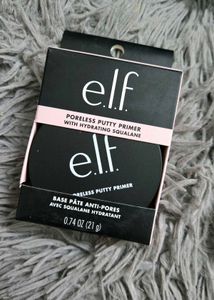 e.l.f.
PORELESS PUTTY PRIMER
WITH HYDRATING SQUALANE
e.l.f.
PORELESS PUTTY PRIMER
BASE PÂTE ANTI-PORES
AVEC SQUALANE HYDRATANT
0.74 OZ (21 g)